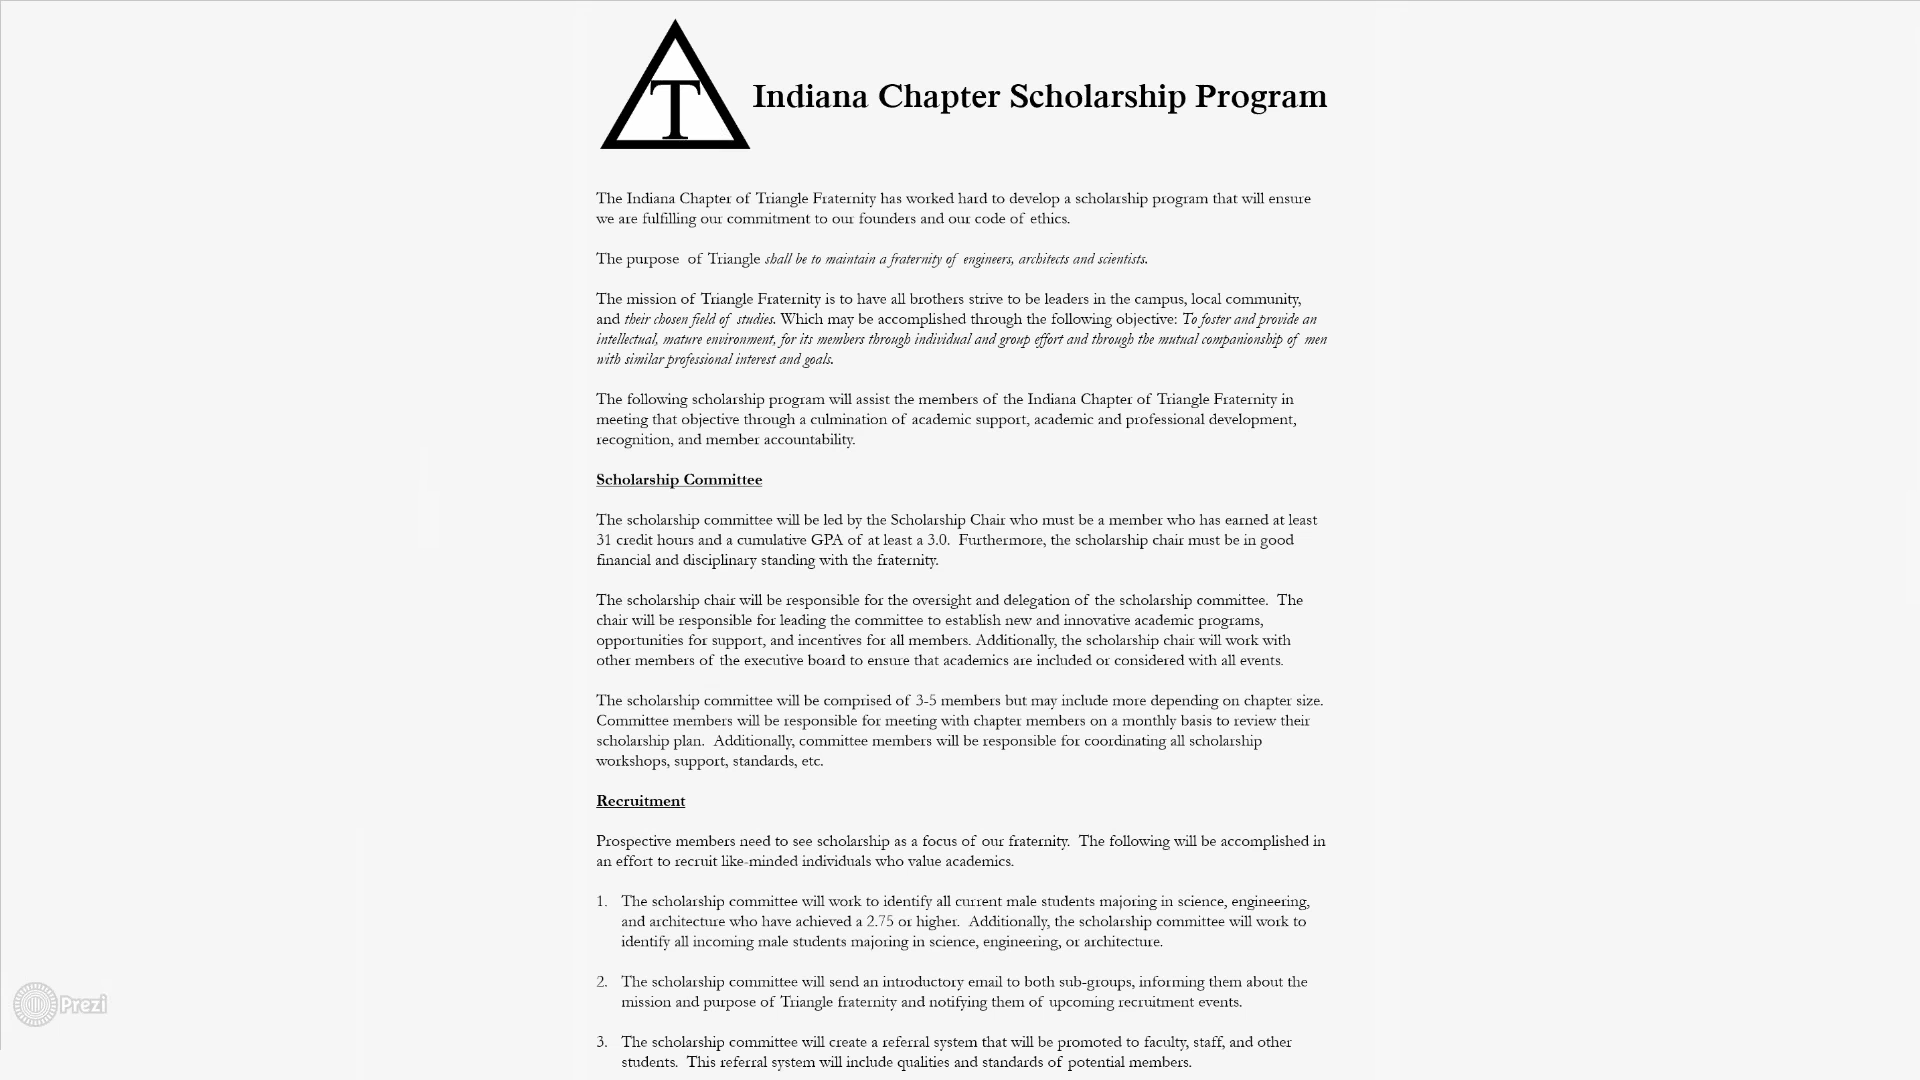 T
Indiana Chapter Scholarship Program
The Indiana Chapter of Triangle Fraternity has worked hard to develop a scholarship program that will ensure
we are fulfilling our commitment to our founders and our code of ethics.
The purpose of Triangle shall be to maintain a fraternity of engineers, architects and scientists.
The mission of Triangle Fraternity is to have all brothers strive to be leaders in the campus, local community,
and their chosen field of studies. Which may be accomplished through the following objective: To foster and provide an
intellectual, mature environment, for its members through individual and group effort and through the mutual companionship of men
with similar professional interest and goals.
The following scholarship program will assist the members of the Indiana Chapter of Triangle Fraternity in
meeting that objective through a culmination of academic support, academic and professional development,
recognition, and member accountability.
Scholarship Committee
The scholarship committee will be led by the Scholarship Chair who must be a member who has earned at least
31 credit hours and a cumulative GPA of at least a 3.0. Furthermore, the scholarship chair must be in good
financial and disciplinary standing with the fraternity.
The scholarship chair will be responsible for the oversight and delegation of the scholarship committee. The
chair will be responsible for leading the committee to establish new and innovative academic programs,
opportunities for support, and incentives for all members. Additionally, the scholarship chair will work with
other members of the executive board to ensure that academics are included or considered with all events.
The scholarship committee will be comprised of 3-5 members but may include more depending on chapter size.
Committee members will be responsible for meeting with chapter members on a monthly basis to review their
scholarship plan. Additionally, committee members will be responsible for coordinating all scholarship
workshops, support, standards, etc.
Recruitment
Prospective members need to see scholarship as a focus of our fraternity. The following will be accomplished in
an effort to recruit like-minded individuals who value academics.
1. The scholarship committee will work to identify all current male students majoring in science, engineering,
and architecture who have achieved a 2.75 or higher. Additionally, the scholarship committee will work to
identify all incoming male students majoring in science, engineering, or architecture.
2. The scholarship committee will send an introductory email to both sub-groups, informing them about the
mission and purpose of Triangle fraternity and notifying them of upcoming recruitment events.
3. The scholarship committee will create a referral system that will be promoted to faculty, staff, and other
students. This referral system will include qualities and standards of potential members.
Prezi